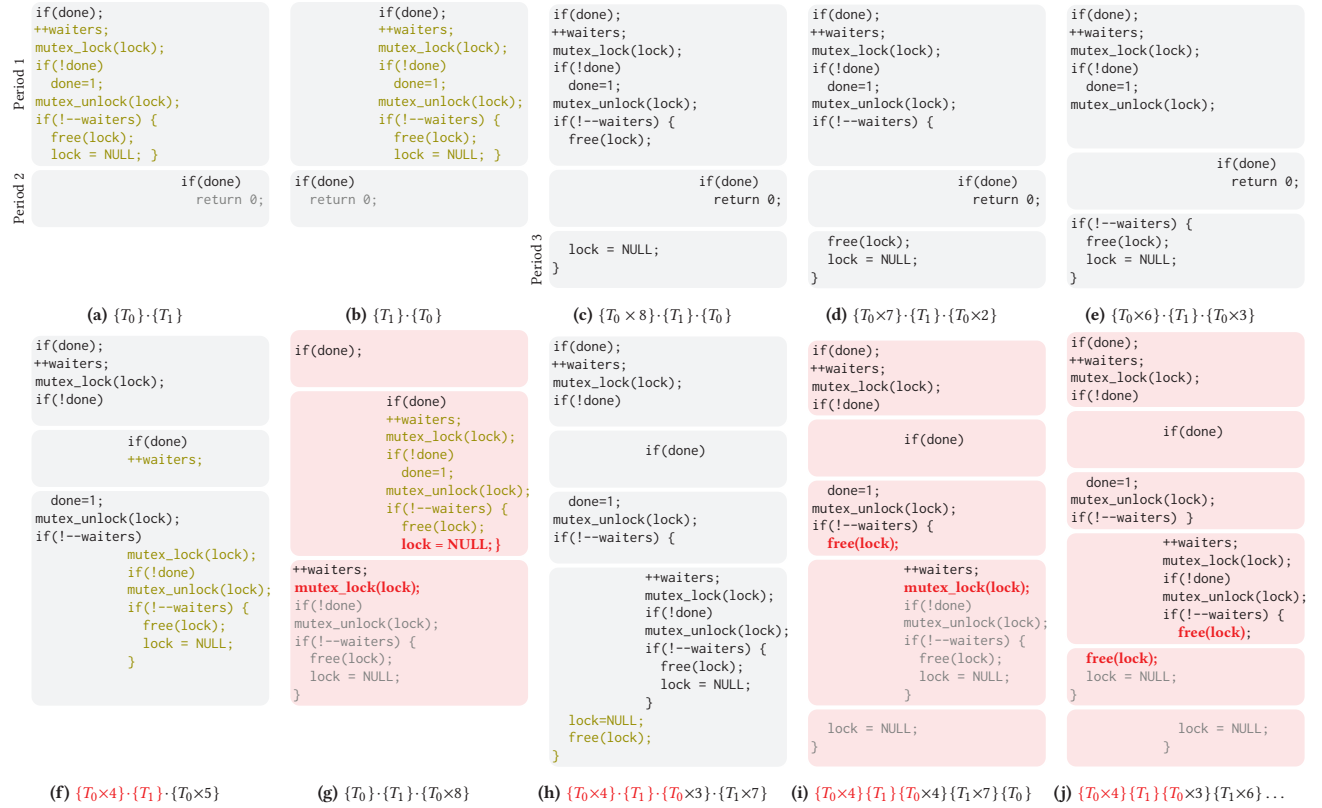 Period 1
if(done);
++waiters;
mutex_lock(lock);
if(!done)
done=1;
mutex_unlock(lock);
if(!--waiters) {
free(lock);
lock = NULL; }
Period 2
if(done)
return 0;
(a) {T0}·{T1}
if(done);
++waiters;
mutex_lock(lock);
if(!done)
done=1;
mutex_unlock(lock);
if(!--waiters) {
free(lock);
lock = NULL; }
if(done)
return 0;
(b) {T1}·{T0}
if(done);
++waiters;
mutex_lock(lock);
if(!done)
done=1;
mutex_unlock(lock);
if(!--waiters) {
free(lock);
if(done)
return 0;
Period 3
lock = NULL;
}
(c) {T0 × 8}·{T1}·{T0}
if(done);
++waiters;
mutex_lock(lock);
if(!done)
done=1;
mutex_unlock(lock);
if(!--waiters) {
if(done)
return 0;
free(lock);
lock = NULL;
}
(d) {T0×7}·{T1}·{T0×2}
if(done);
++waiters;
mutex_lock(lock);
if(!done)
done=1;
mutex_unlock(lock);
if(done)
return 0;
if(!--waiters) {
free(lock);
lock = NULL;
}
(e) {T0×6}·{T1}·{T0×3}
if(done);
++waiters;
mutex_lock(lock);
if(!done)
if(done)
++waiters;
done=1;
mutex_unlock(lock);
if(!--waiters)
mutex_lock(lock);
if(!done)
mutex_unlock(lock);
if(!--waiters) {
free(lock);
lock = NULL;
}
(f) {T0×4}·{T1}·{T0×5}
if(done);
if(done)
++waiters;
mutex_lock(lock);
if(!done)
done=1;
mutex_unlock(lock);
if(!--waiters) {
free(lock);
lock = NULL; }
++waiters;
mutex_lock(lock);
if(!done)
mutex_unlock(lock);
if(!--waiters) {
free(lock);
lock = NULL;
}
(g) {T0}·{T1}·{T0×8}
if(done);
++waiters;
mutex_lock(lock);
if(!done)
if(done)
done=1;
mutex_unlock(lock);
if(!--waiters) {
++waiters;
mutex_lock(lock);
if(!done)
mutex_unlock(lock);
if(!--waiters) {
free(lock);
lock = NULL;
}
lock=NULL;
free(lock);
}
(h) {T0×4}·{T1}·{T0×3}·{T1×7}
if(done);
++waiters;
mutex_lock(lock);
if(!done)
if(done)
done=1;
mutex_unlock(lock);
if(!--waiters) {
free(lock);
++waiters;
mutex_lock(lock);
if(!done)
mutex_unlock(lock);
if(!--waiters) {
free(lock);
lock = NULL;
}
lock = NULL;
}
(i) {T0×4}{T1}{T0×4}{T1×7}{T0}
if(done);
++waiters;
mutex_lock(lock);
if(!done)
if(done)
done=1;
mutex_unlock(lock);
if(!--waiters) }
++waiters;
mutex_lock(lock);
if(!done)
mutex_unlock(lock);
if(!--waiters) {
free(lock);
free(lock);
lock = NULL;
}
lock = NULL;
}
(j) {T0×4}{T1}{T0×3}{T1×6}...